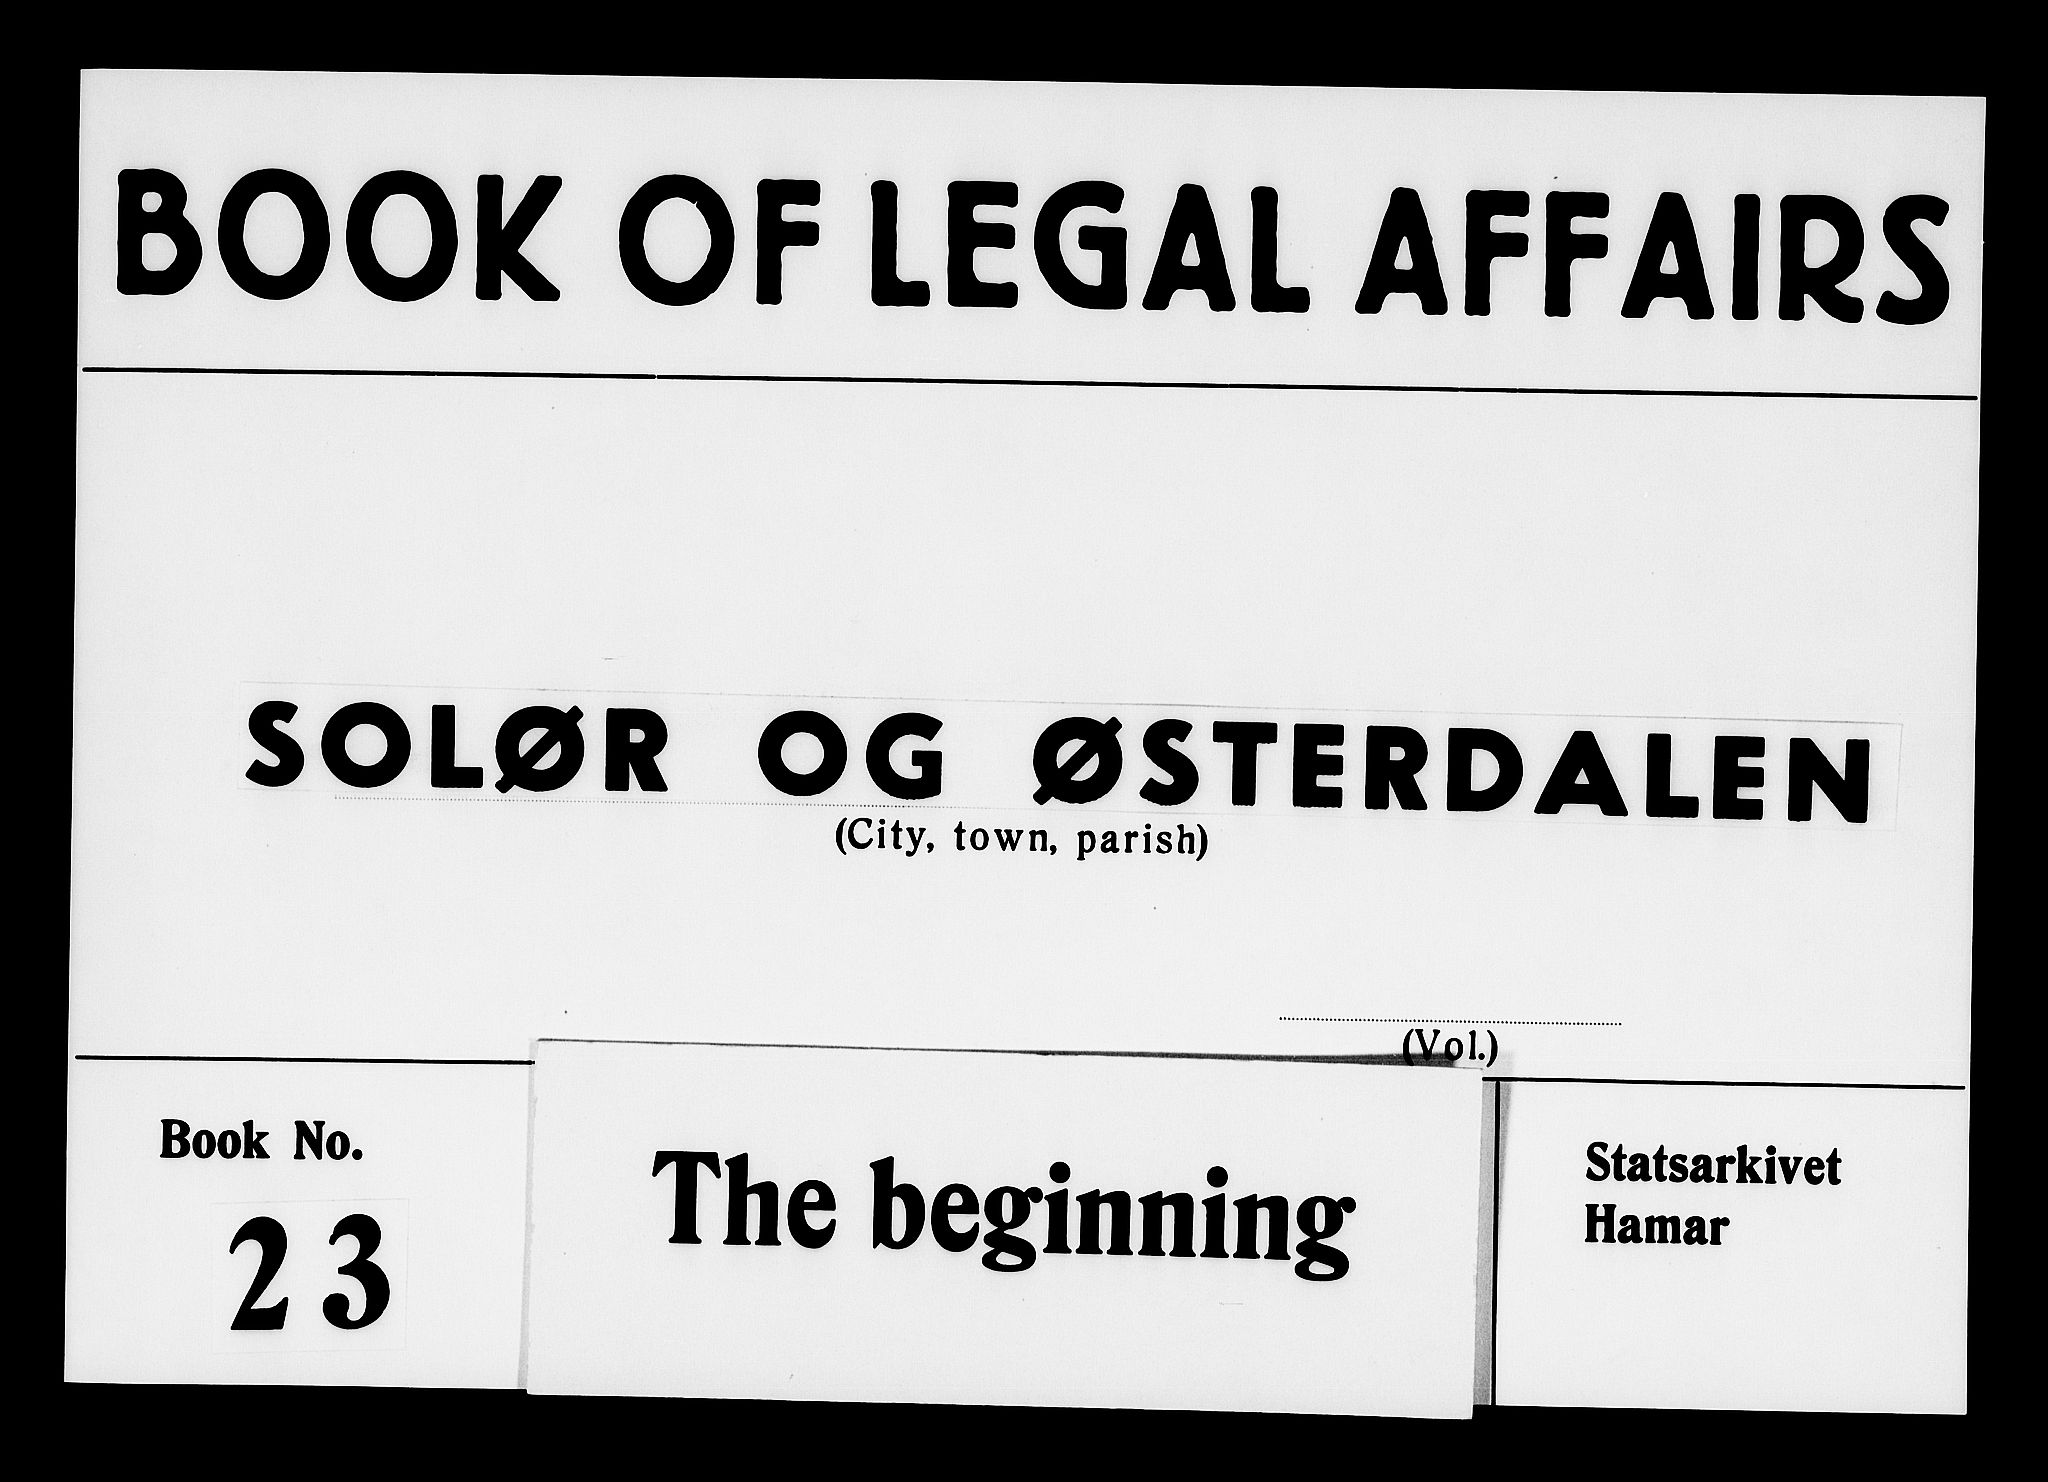 BOOK OF LEGAL AFFAIRS
SOLØR OG ØSTERDALEN
(City, town, parish)
(Vol.)
Book No.
23
The beginning
Statsarkivet
Hamar